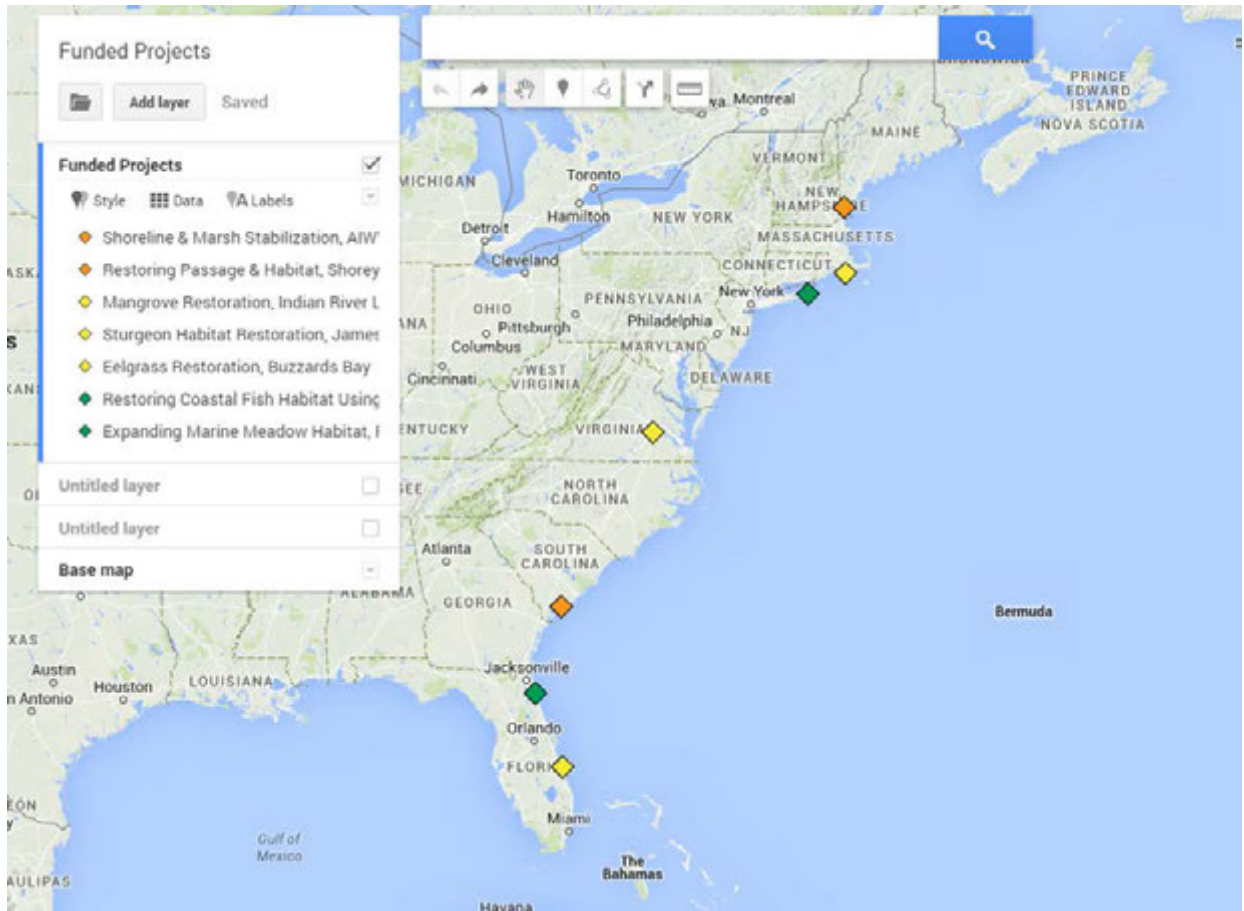 Funded Projects
Add layer
Saved
Funded Projects
Style
Data
Labels
Shoreline & Marsh Stabilization, AIW
Restoring Passage & Habitat, Shorey
Mangrove Restoration, Indian River L
Sturgeon Habitat Restoration, James
Eelgrass Restoration, Buzzards Bay
Restoring Coastal Fish Habitat Using
Expanding Marine Meadow Habitat,
Untitled layer
Untitled layer
Base map
PRINCE
EDWARD
ISLAND
NOVA SCOTIA
Montreal
MAINE
VERMONT
NEW
HAMPSHIRE
MICHIGAN
Toronto
Hamilton
NEW YORK
MASSACHUSETTS
Detroit
Cleveland
CONNECTICUT
New York
PENNSYLVANIA
OHIO
Pittsburgh
Philadelphia
NJ
Columbus
MARYLAND
Cincinnati
WEST
VIRGINIA
DELAWARE
ENTUCKY
VIRGINIA
NORTH
CAROLINA
Atlanta
SOUTH
CAROLINA
ALABAMA
GEORGIA
Bermuda
XAS
Austin
n Antonio
Houston
LOUISIANA
Jacksonville
Orlando
FLORI
Miami
Gulf of
Mexico
The
Bahamas
AULIPAS
Havana